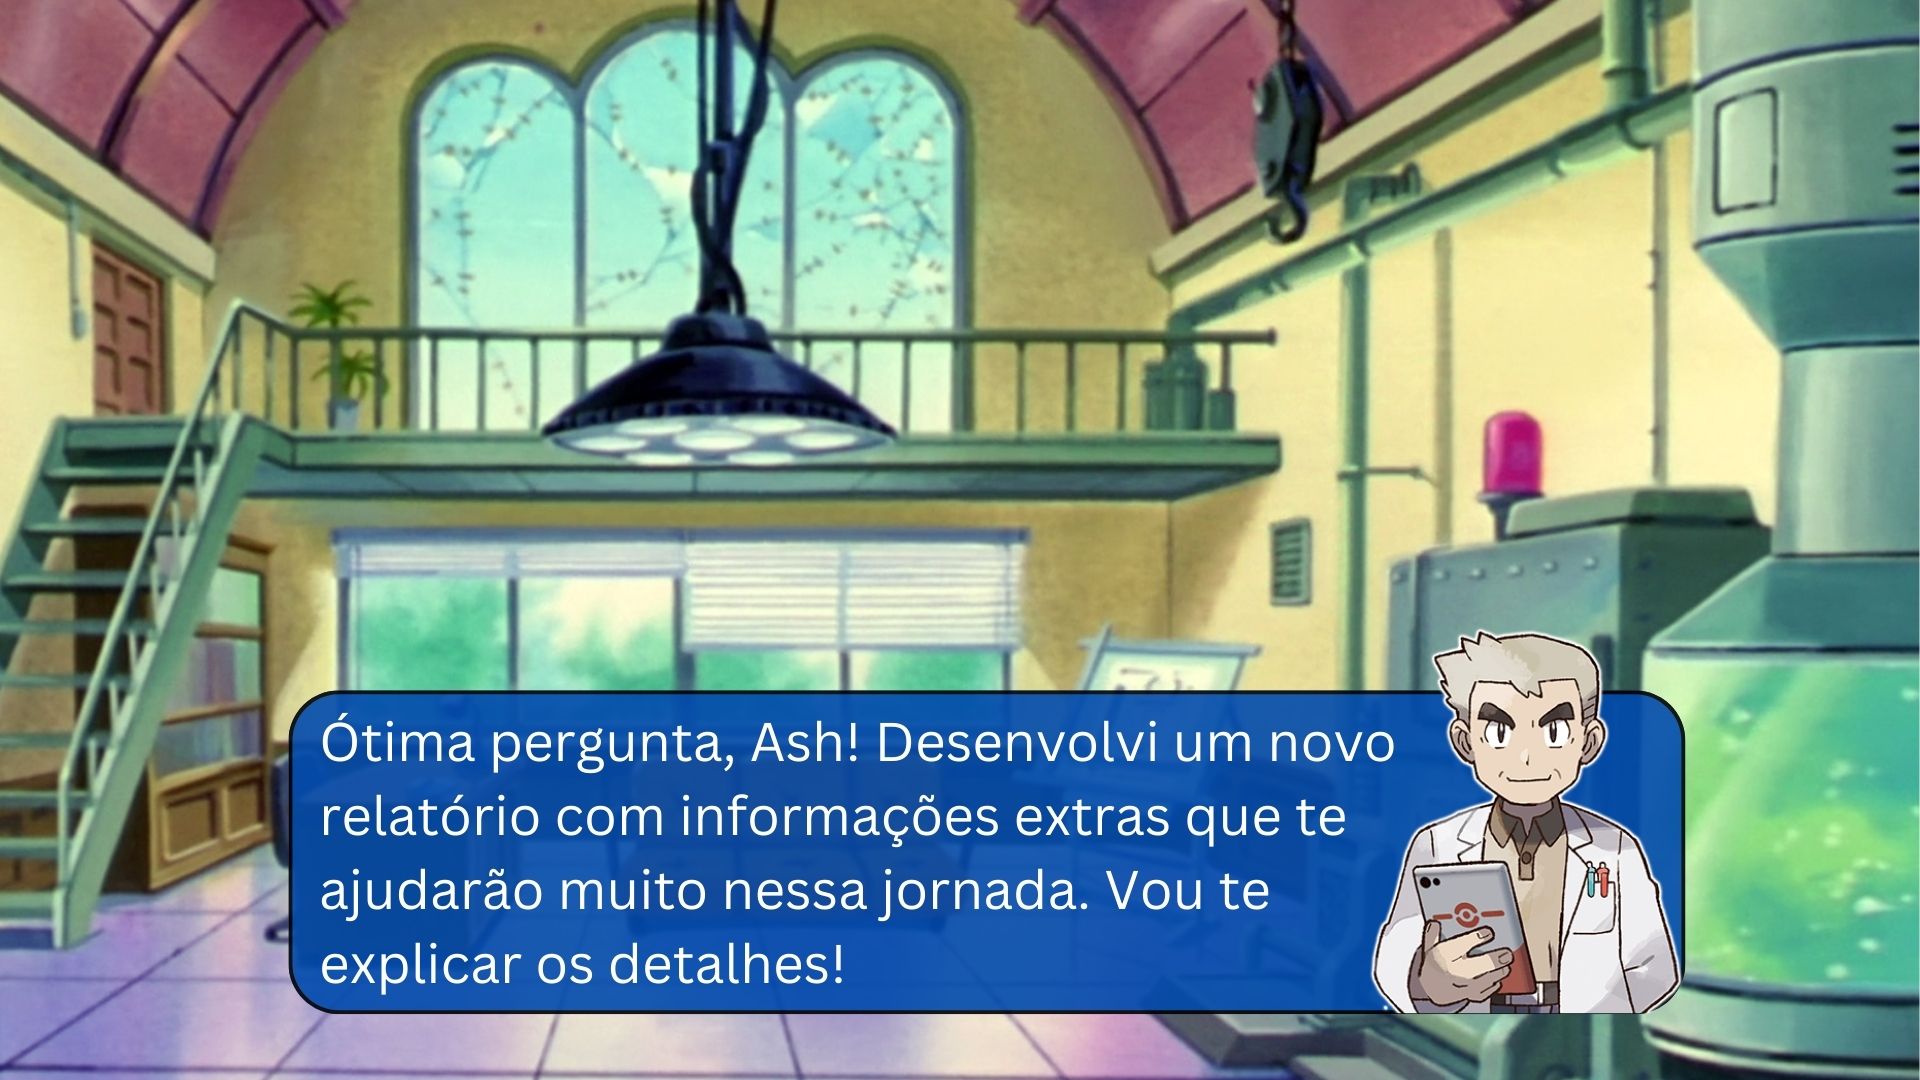 Ótima pergunta, Ash! Desenvolvi um novo
relatório com informações extras que te
ajudarão muito nessa jornada. Vou te
explicar os detalhes!